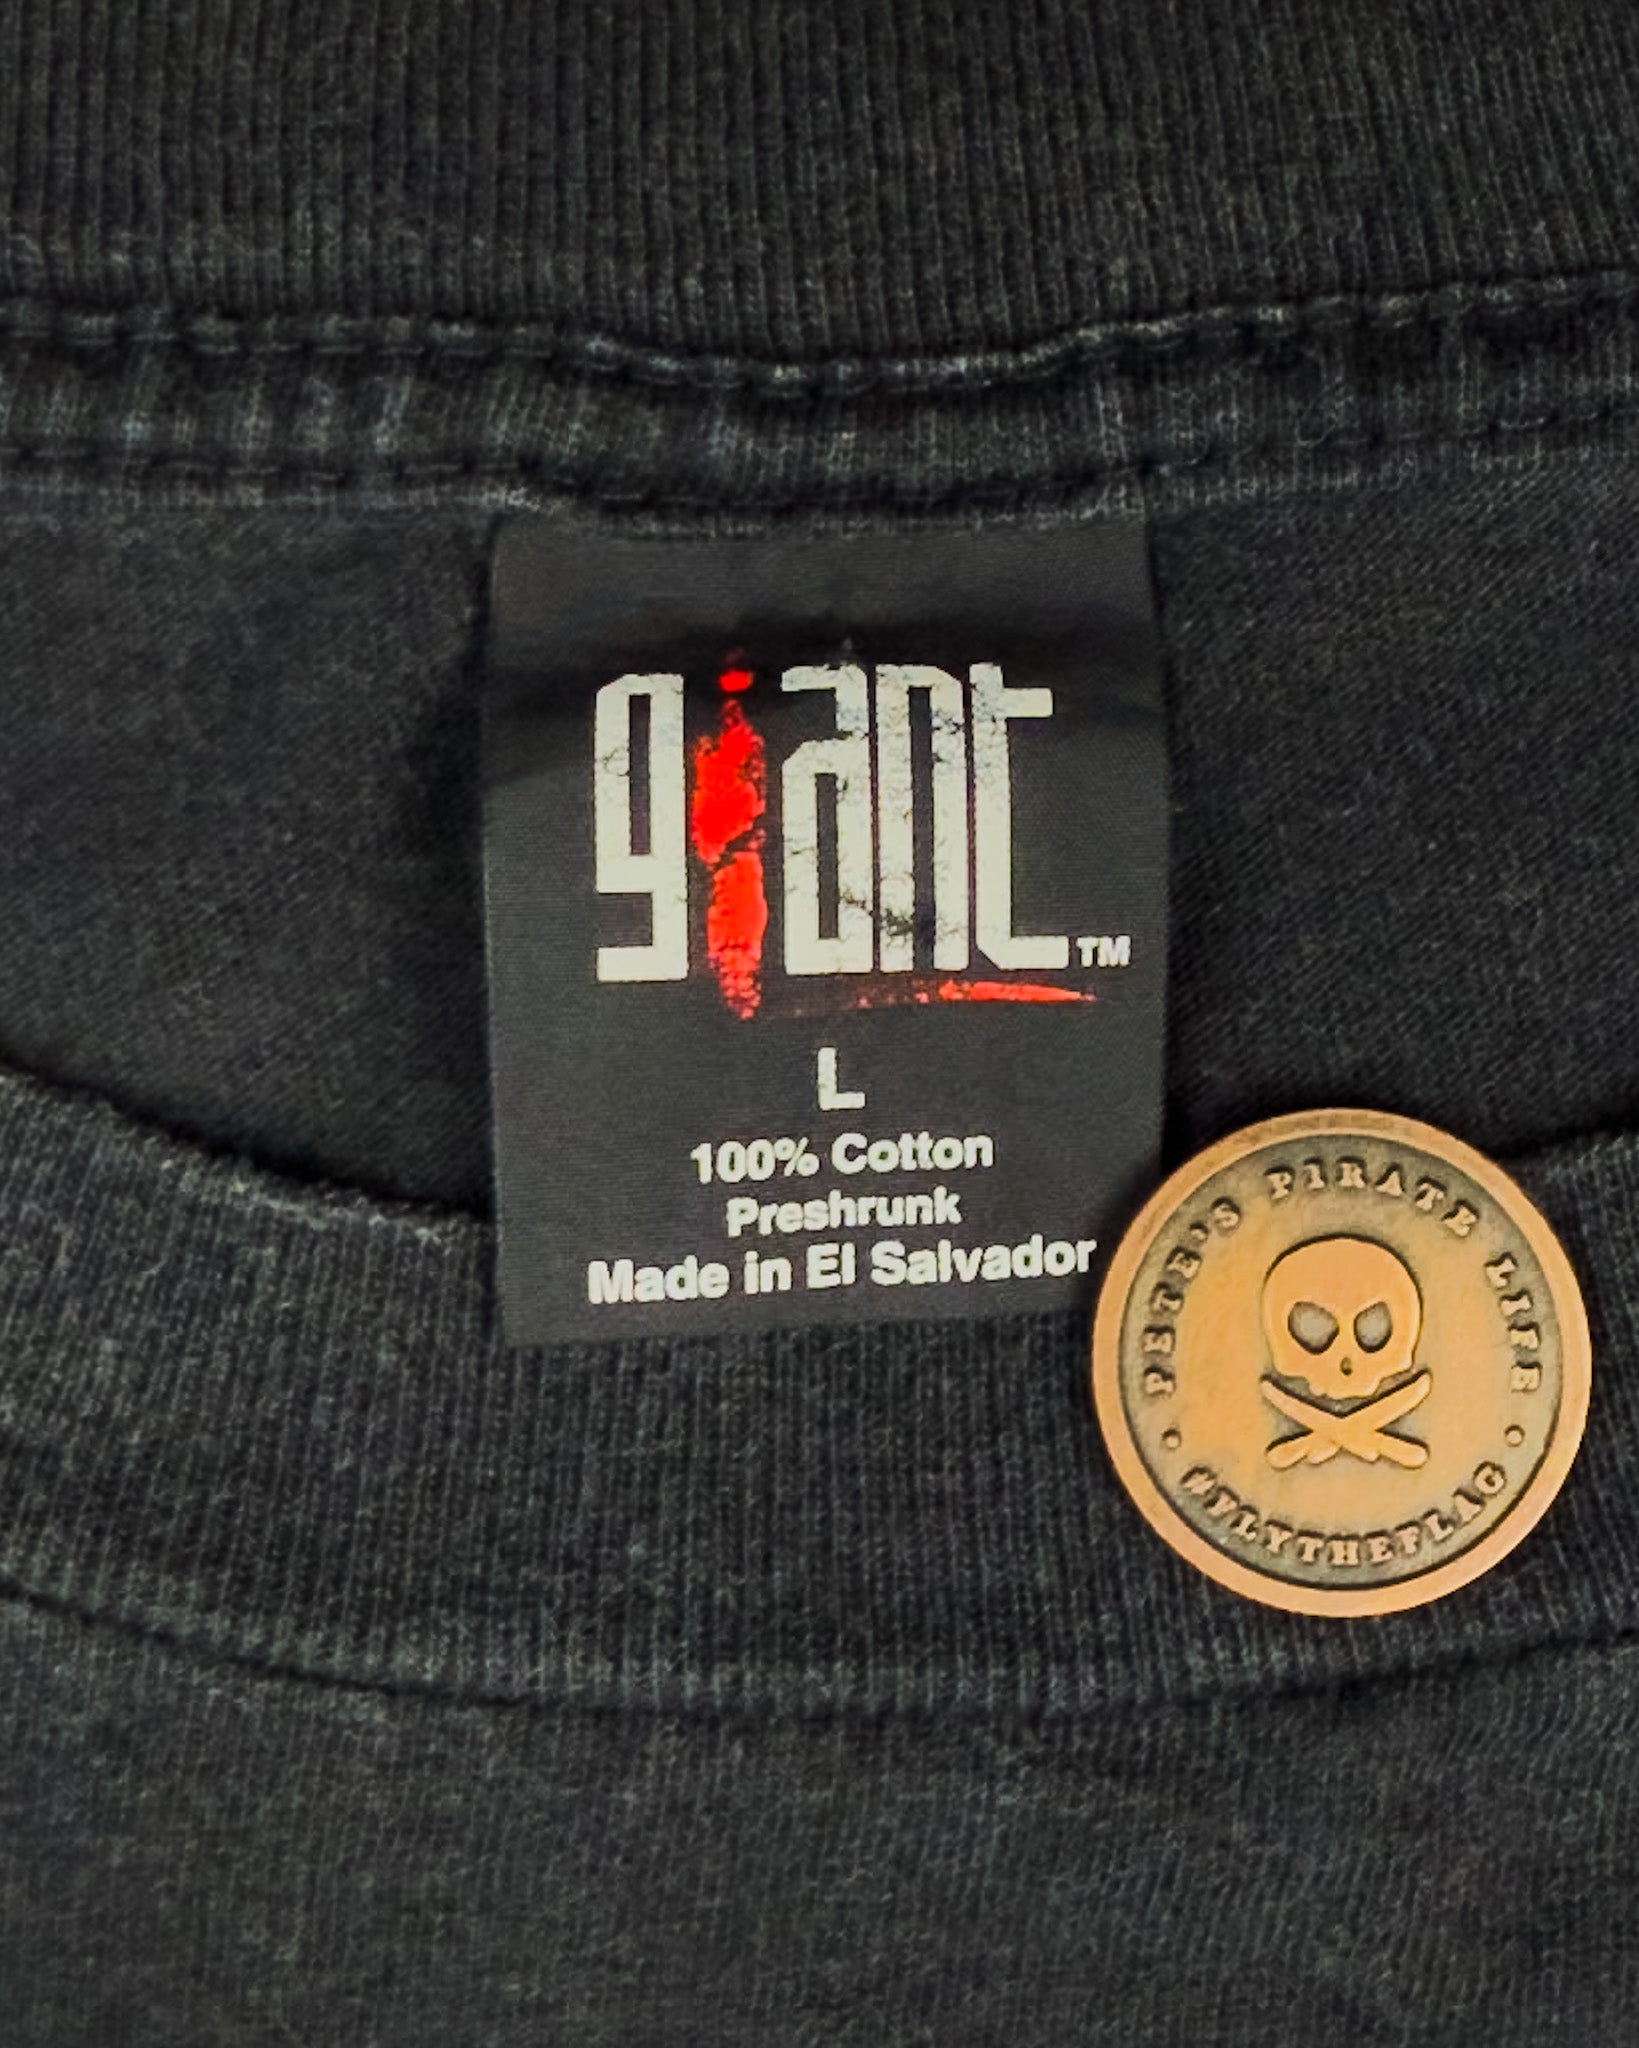 giant™
L
100% Cotton
Preshrunk
Made in El Salvador
PETE'S PIRATE LIFE
#FLYTHEFLAG